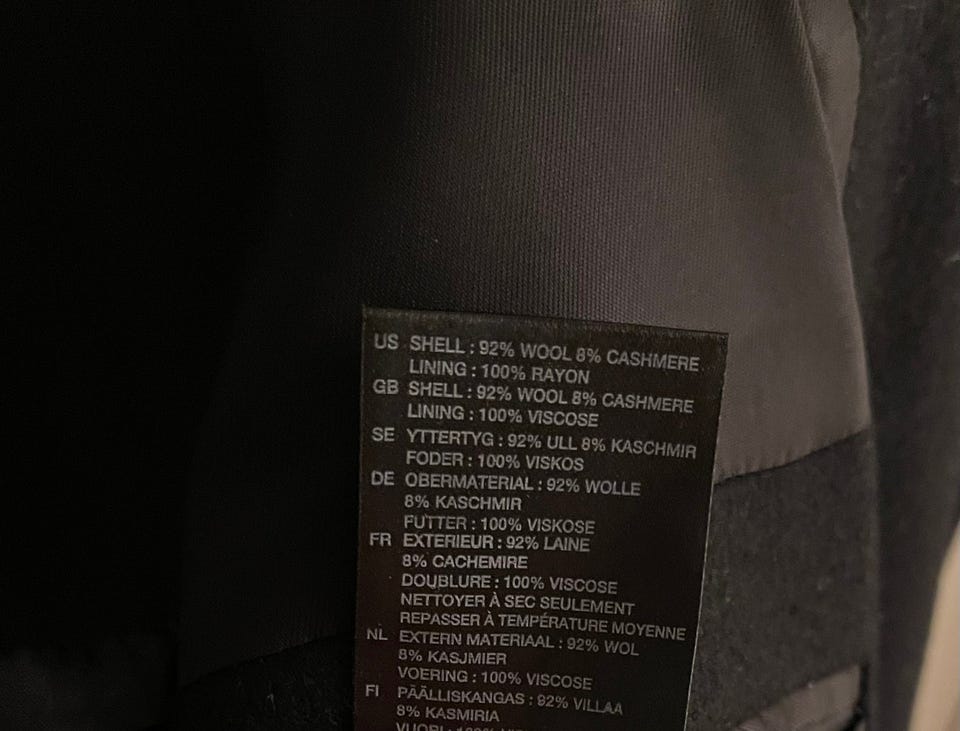 US SHELL : 92% WOOL 8% CASHMERE
LINING : 100% RAYON
GB SHELL : 92% WOOL 8% CASHMERE
LINING : 100% VISCOSE
SE YTTERTYG : 92% ULL 8% KASCHMIR
FODER : 100% VISKOS
DE OBERMATERIAL : 92% WOLLE
8% KASCHMIR
FUTTER : 100% VISKOSE
FR EXTERIEUR : 92% LAINE
8% CACHEMIRE
DOUBLURE : 100% VISCOSE
NETTOYER À SEC SEULEMENT
REPASSER À TEMPÉRATURE MOYENNE
NL EXTERN MATERIAAL : 92% WOL
8% KASJMIER
VOERING : 100% VISCOSE
FI PÄÄLLISKANGAS : 92% VILLAA
8% KASMIRIA
VUORI :